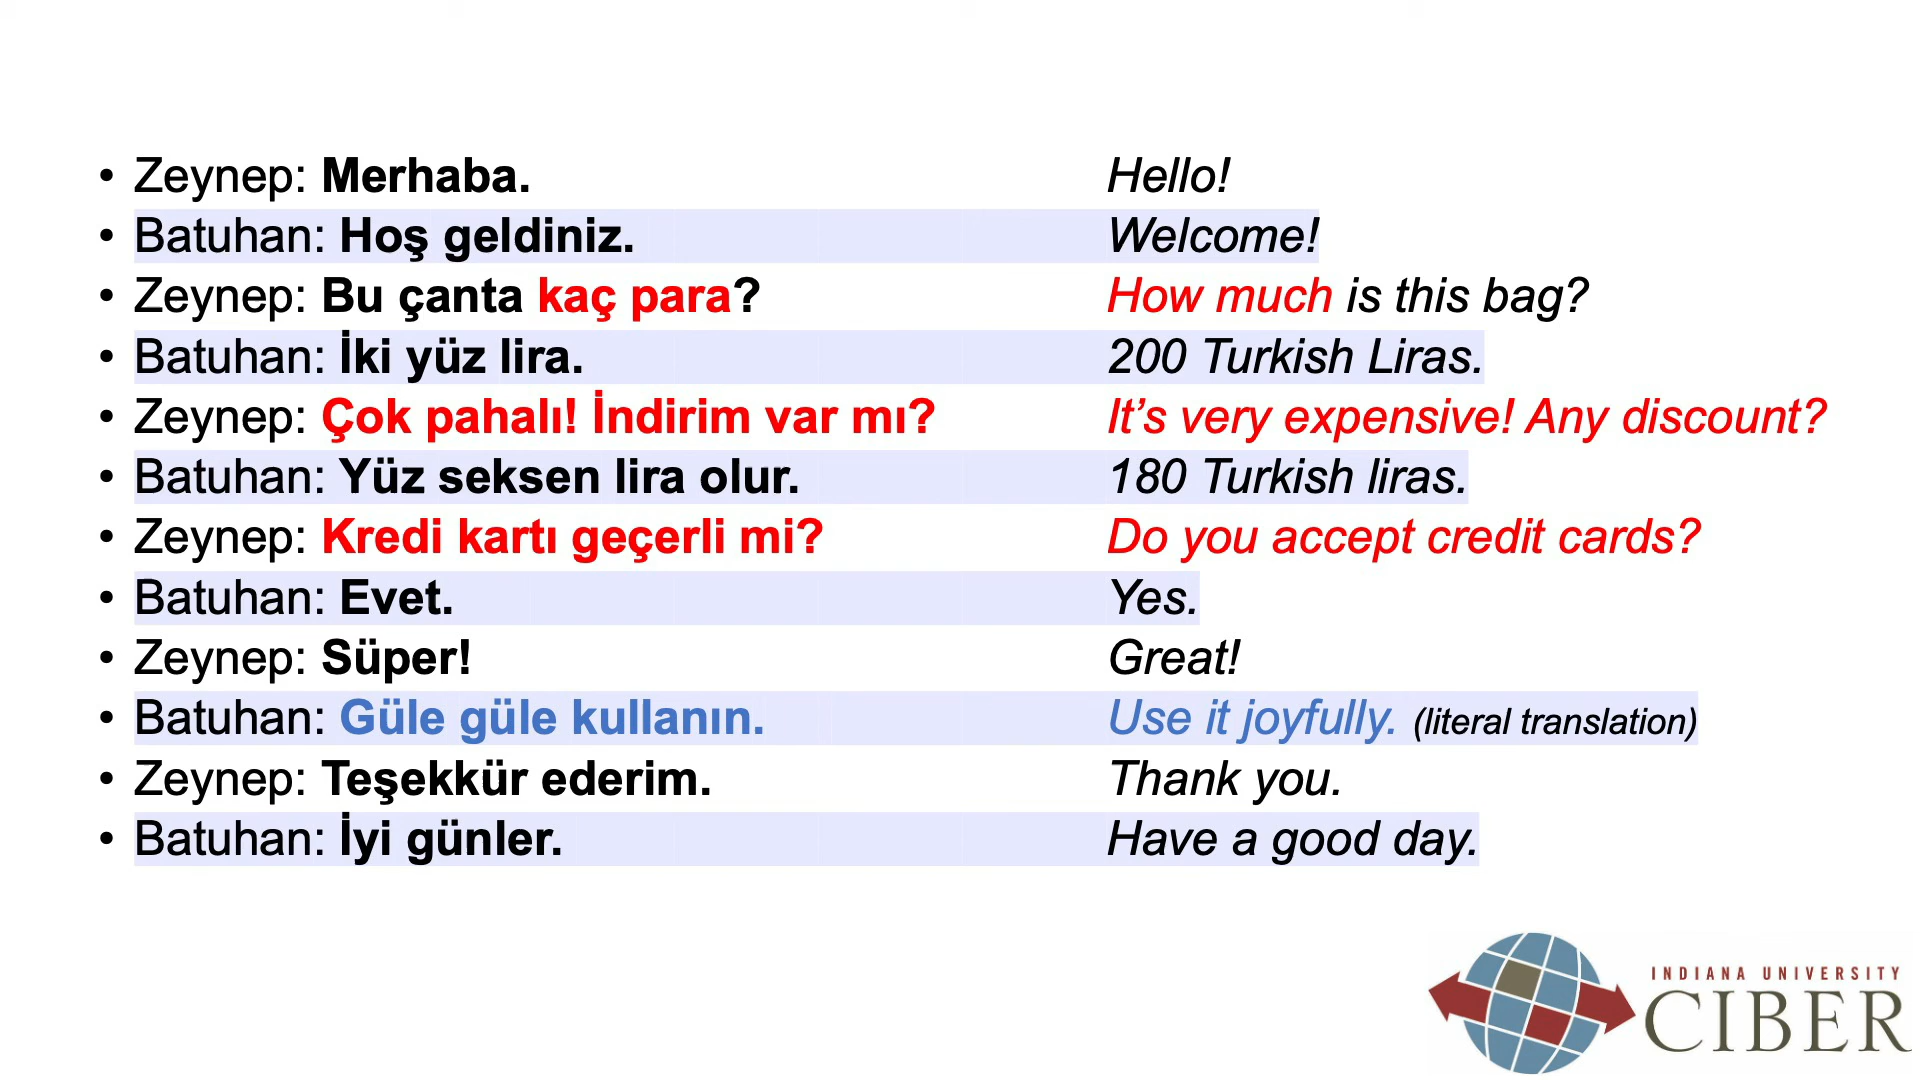 • Zeynep: Merhaba. Hello!
• Batuhan: Hoş geldiniz. Welcome!
• Zeynep: Bu çanta kaç para? How much is this bag?
• Batuhan: İki yüz lira. 200 Turkish Liras.
• Zeynep: Çok pahalı! İndirim var mı? It’s very expensive! Any discount?
• Batuhan: Yüz seksen lira olur. 180 Turkish liras.
• Zeynep: Kredi kartı geçerli mi? Do you accept credit cards?
• Batuhan: Evet. Yes.
• Zeynep: Süper! Great!
• Batuhan: Güle güle kullanın. Use it joyfully. (literal translation)
• Zeynep: Teşekkür ederim. Thank you.
• Batuhan: İyi günler. Have a good day.
INDIANA UNIVERSITY
CIBER